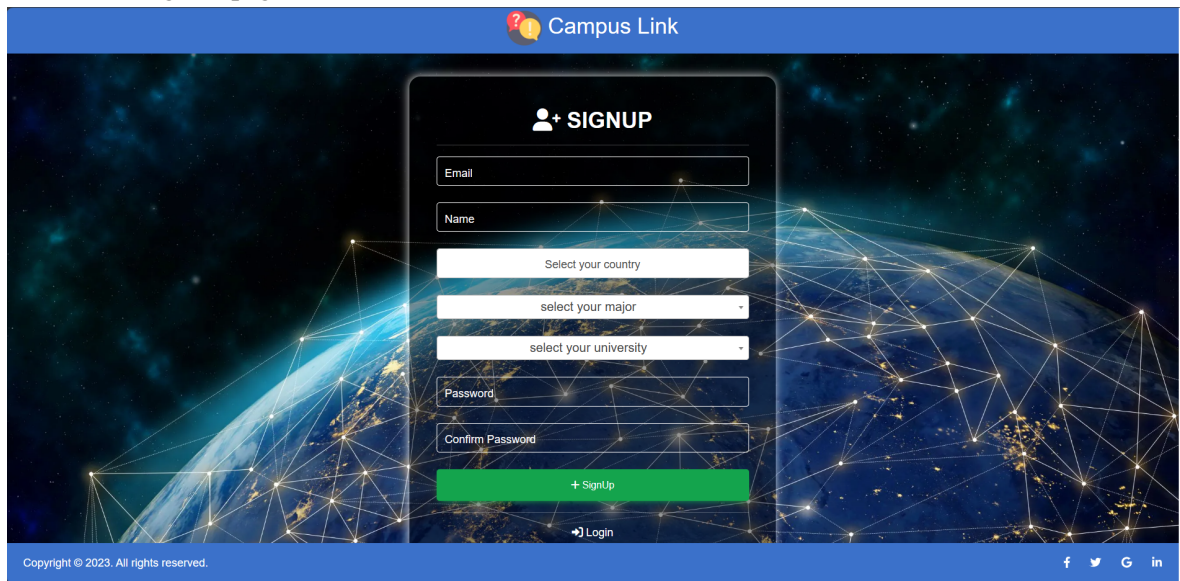 Campus Link
SIGNUP
Email
Name
Select your country
select your major
select your university
Password
Confirm Password
+ SignUp
Login
Copyright © 2023. All rights reserved.